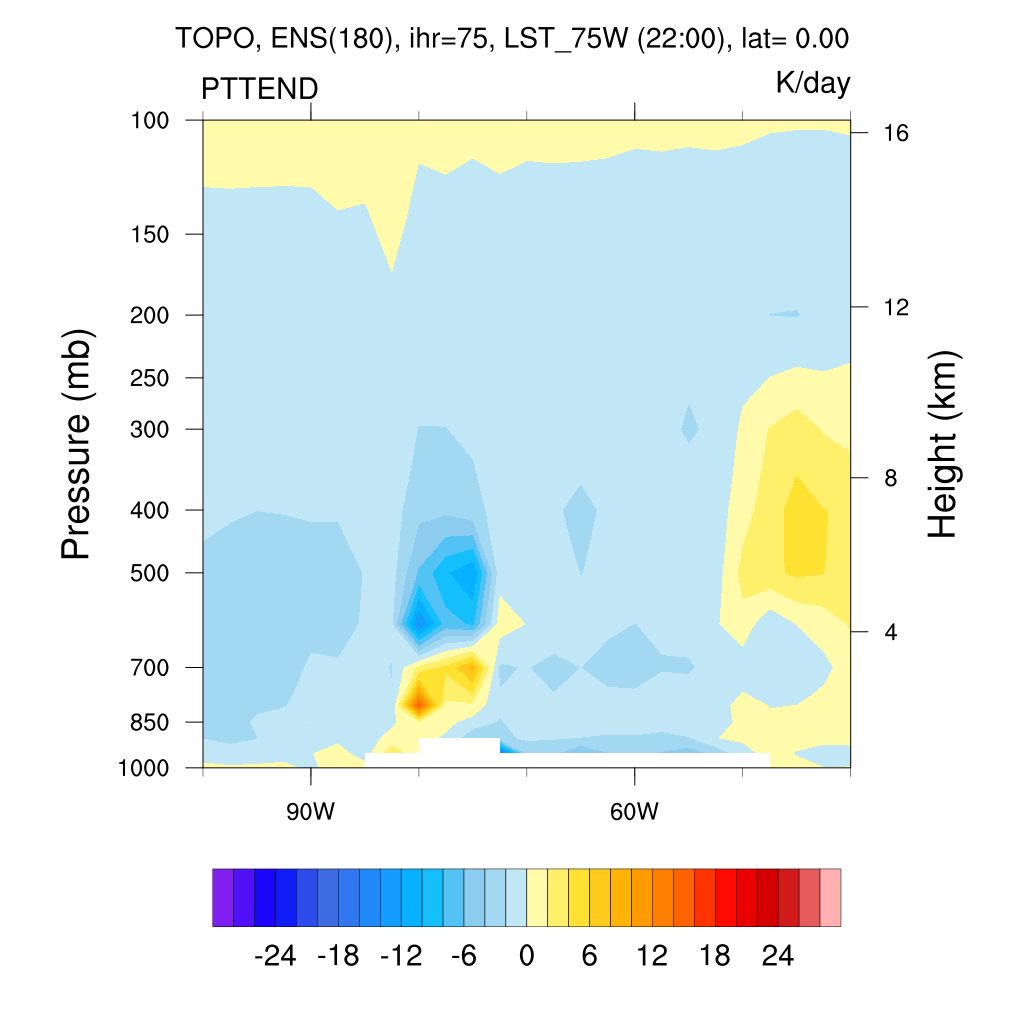 TOPO, ENS(180), ihr=75, LST_75W (22:00), lat= 0.00
PTTEND
K/day
100
150
200
250
300
400
500
700
850
1000
Pressure (mb)
16
12
8
4
Height (km)
90W
60W
-24 -18 -12 -6 0 6 12 18 24